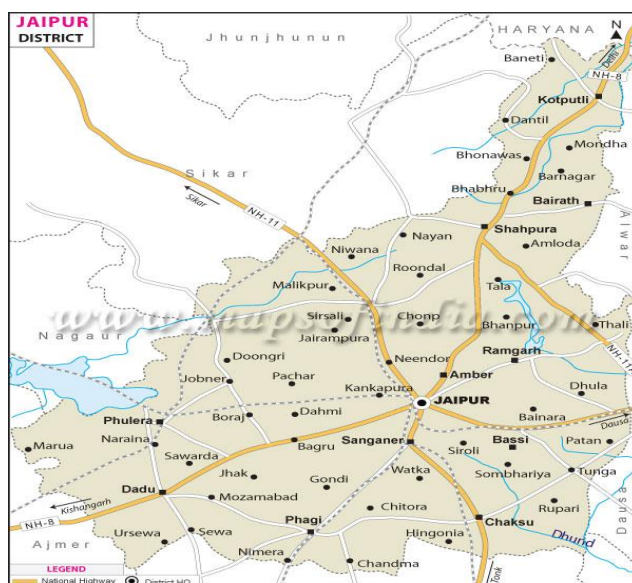 JAIPUR
DISTRICT
HARYANA
N
Jhunjhunun
Baneti
Delhi
NH-8
Kotputli
Dantil
Mondha
Bhonawas
Barnagar
Sikar
Bhabhru
Bairath
Sikar
NH-11
Shahpura
Alwar
Nayan
Niwana
Amloda
Roondal
Malikpur
Tala
www.mapsofindia.com
Sirsali
Chonp
Bhanpur
Thali
Nagaur
Jairampura
Ramgarh
NH-11A
Doongri
Neendor
Jobner
Pachar
Amber
Dhula
Kankapura
JAIPUR
Boraj
Dahmi
Bainara
Phulera
Dausa
Naraina
Bagru
Sanganer
Siroli
Bassi
Patan
Marua
Sawarda
Jhak
Watka
Sombhariya
Tunga
Gondi
Dadu
Mozamabad
Kishangarh
Chitora
Rupari
Dausa
NH-8
Phagi
Chaksu
Ajmer
Ursewa
Sewa
Hingonia
Dhund
Nimera
Chandma
Tonk
LEGEND
National Highway
District HQ